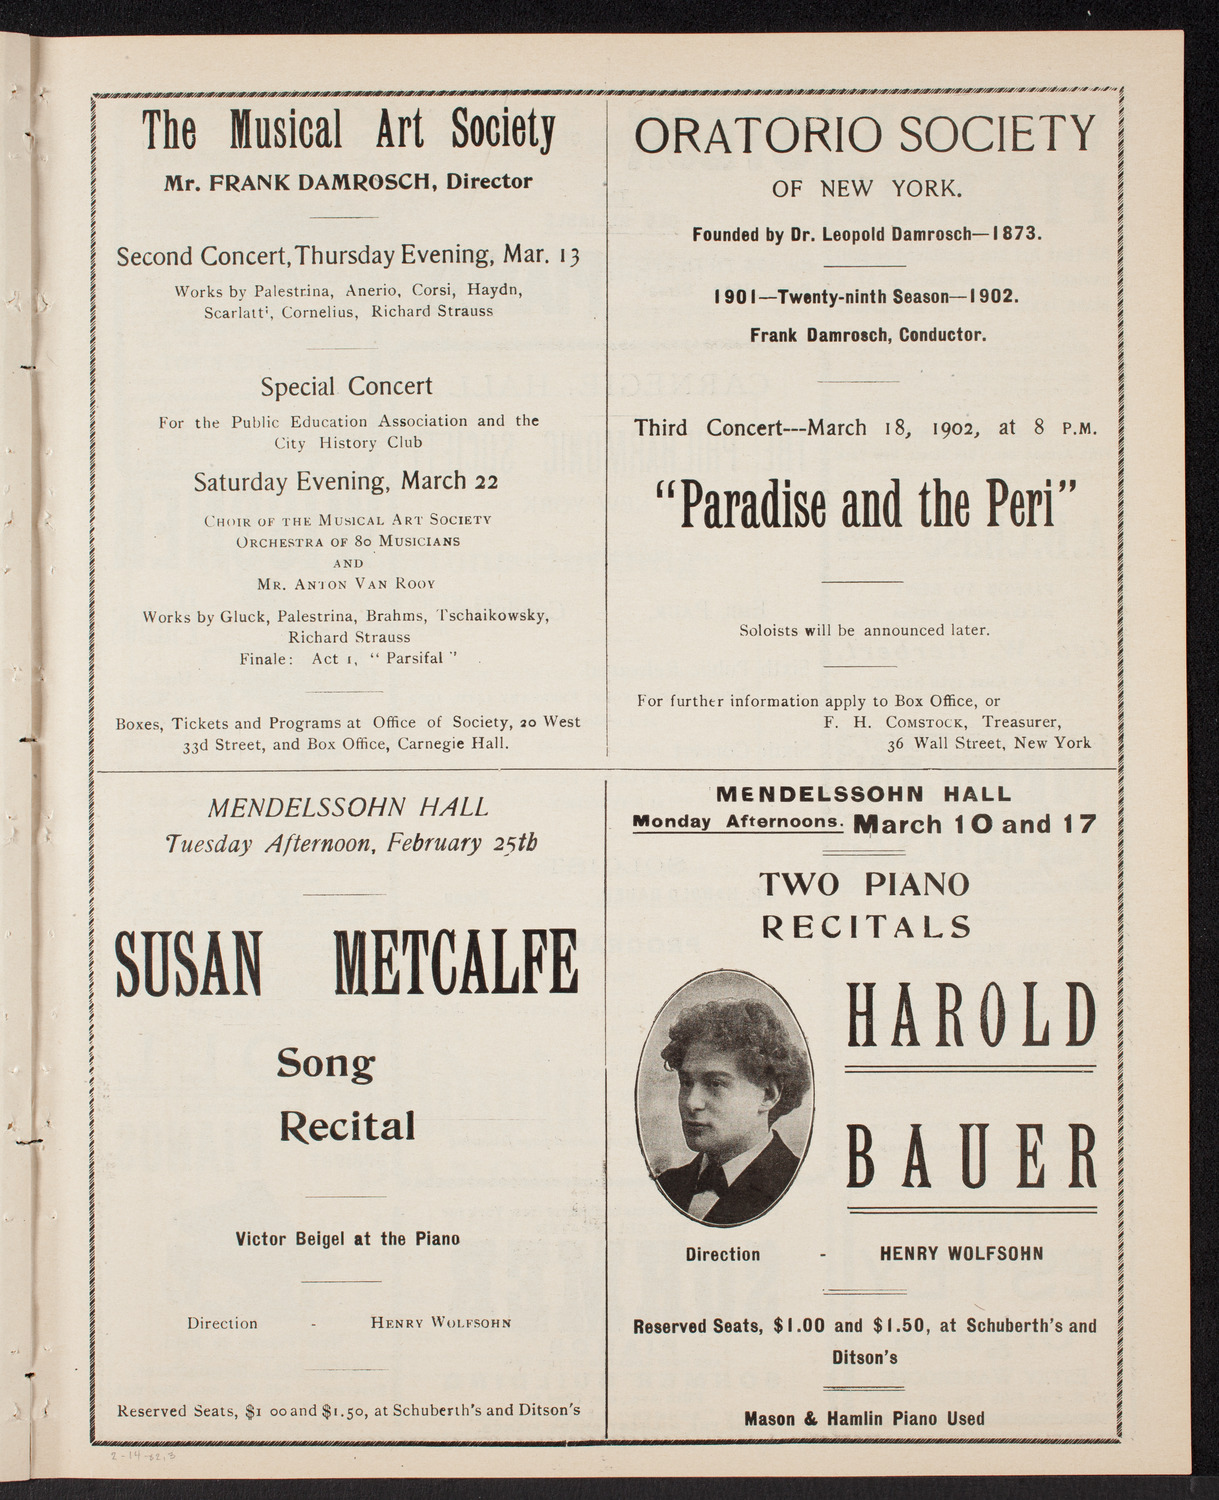 The Musical Art Society
Mr. FRANK DAMROSCH, Director
Second Concert, Thursday Evening, Mar. 13
Works by Palestrina, Anerio, Corsi, Haydn,
Scarlatti, Cornelius, Richard Strauss
Special Concert
For the Public Education Association and the
City History Club
Saturday Evening, March 22
CHOIR OF THE MUSICAL ART SOCIETY
ORCHESTRA OF 80 MUSICIANS
AND
MR. ANTON VAN ROOY
Works by Gluck, Palestrina, Brahms, Tschaikowsky,
Richard Strauss
Finale: Act 1, "Parsifal"
Boxes, Tickets and Programs at Office of Society, 20 West
33d Street, and Box Office, Carnegie Hall.
ORATORIO SOCIETY
OF NEW YORK.
Founded by Dr. Leopold Damrosch—1873.
1901—Twenty-ninth Season—1902.
Frank Damrosch, Conductor.
Third Concert---March 18, 1902, at 8 P.M.
"Paradise and the Peri"
Soloists will be announced later.
For further information apply to Box Office, or
F. H. COMSTOCK, Treasurer,
36 Wall Street, New York
MENDELSSOHN HALL
Tuesday Afternoon, February 25th
SUSAN METCALFE
Song
Recital
Victor Beigel at the Piano
Direction - HENRY WOLFSOHN
Reserved Seats, $1 00 and $1.50, at Schuberth's and Ditson's
MENDELSSOHN HALL
Monday Afternoons. March 10 and 17
TWO PIANO
RECITALS
HAROLD
BAUER
Direction - HENRY WOLFSOHN
Reserved Seats, $1.00 and $1.50, at Schuberth's and
Ditson's
Mason & Hamlin Piano Used
2-14-02.3